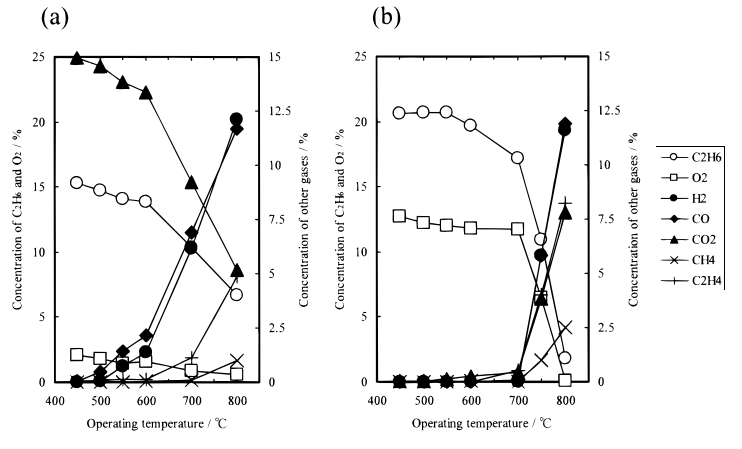 (a)
(b)
25
20
15
10
5
0
15
12.5
10
7.5
5
2.5
0
400
500
600
700
800
Concentration of C2H6 and O2 / %
Concentration of other gases / %
Operating temperature / ℃
25
20
15
10
5
0
15
12.5
10
7.5
5
2.5
0
400
500
600
700
800
Concentration of C2H6 and O2 / %
Concentration of other gases / %
Operating temperature / ℃
C2H6
O2
H2
CO
CO2
CH4
C2H4